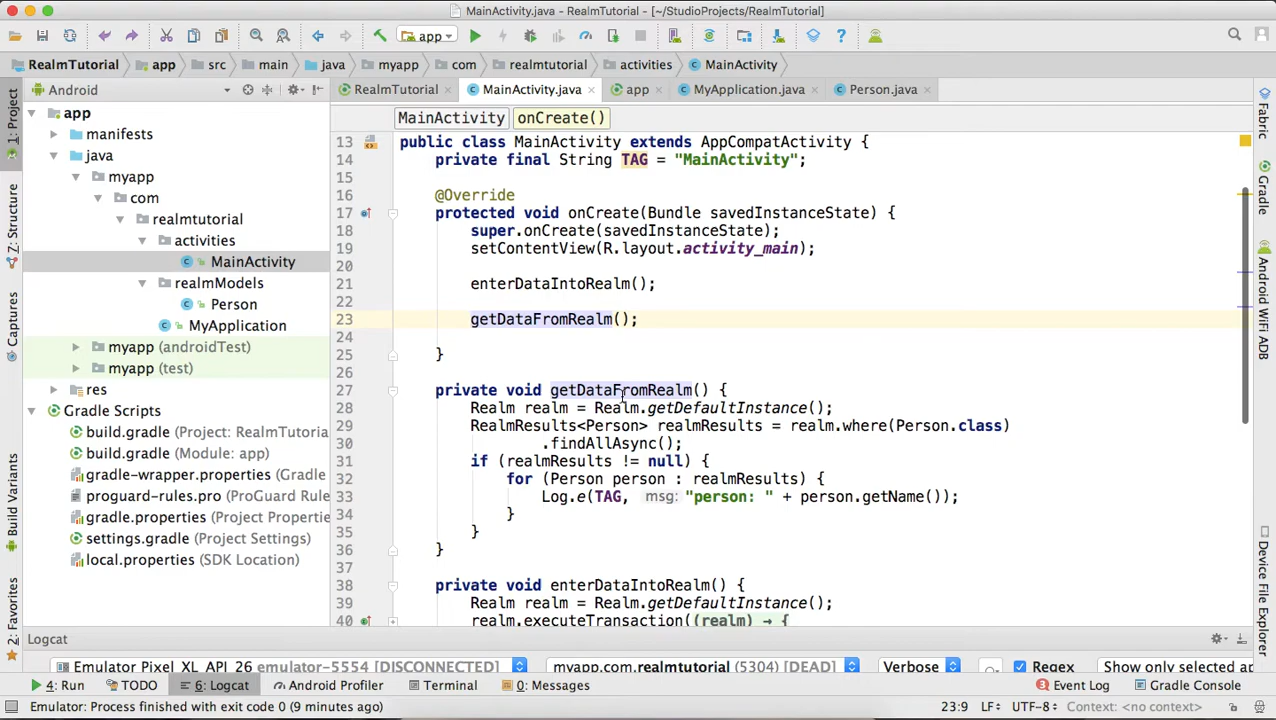 MainActivity.java - RealmTutorial - [~/StudioProjects/RealmTutorial]
app
RealmTutorial app src main java myapp com realmtutorial activities MainActivity
1: Project
Z: Structure
Captures
Build Variants
2: Favorites
Android
app
manifests
java
myapp
com
realmtutorial
activities
MainActivity
realmModels
Person
MyApplication
myapp (androidTest)
myapp (test)
res
Gradle Scripts
build.gradle (Project: RealmTutoria
build.gradle (Module: app)
gradle-wrapper.properties (Gradle
proguard-rules.pro (ProGuard Rule
gradle.properties (Project Properti
settings.gradle (Project Settings)
local.properties (SDK Location)
RealmTutorial MainActivity.java app MyApplication.java Person.java
MainActivity onCreate()
13 public class MainActivity extends AppCompatActivity {
14 private final String TAG = "MainActivity";
15
16 @Override
17 protected void onCreate(Bundle savedInstanceState) {
18 super.onCreate(savedInstanceState);
19 setContentView(R.layout.activity_main);
20
21 enterDataIntoRealm();
22
23 getDataFromRealm();
24
25 }
26
27 private void getDataFromRealm() {
28 Realm realm = Realm.getDefaultInstance();
29 RealmResults<Person> realmResults = realm.where(Person.class)
30 .findAllAsync();
31 if (realmResults != null) {
32 for (Person person : realmResults) {
33 Log.e(TAG, msg: "person: " + person.getName());
34 }
35 }
36 }
37
38 private void enterDataIntoRealm() {
39 Realm realm = Realm.getDefaultInstance();
40 realm.executeTransaction((realm) → {
Fabric
Gradle
Android WiFi ADB
Device File Explorer
Logcat
Emulator Pixel_XL_API_26 emulator-5554 [DISCONNECTED] myapp.com.realmtutorial (5304) [DEAD] Verbose Regex Show only selected ap
4: Run TODO 6: Logcat Android Profiler Terminal 0: Messages Event Log Gradle Console
Emulator: Process finished with exit code 0 (9 minutes ago) 23:9 LF÷ UTF-8÷ Context: <no context>